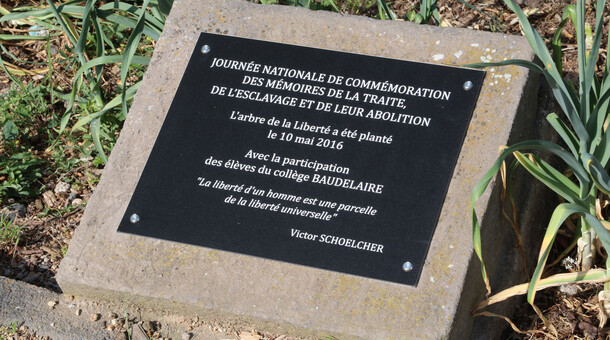 JOURNÉE NATIONALE DE COMMÉMORATION
DES MÉMOIRES DE LA TRAITE,
DE L'ESCLAVAGE ET DE LEUR ABOLITION
L'arbre de la Liberté a été planté
le 10 mai 2016
Avec la participation
des élèves du collège BAUDELAIRE
"La liberté d'un homme est une parcelle
de la liberté universelle"
Victor SCHOELCHER